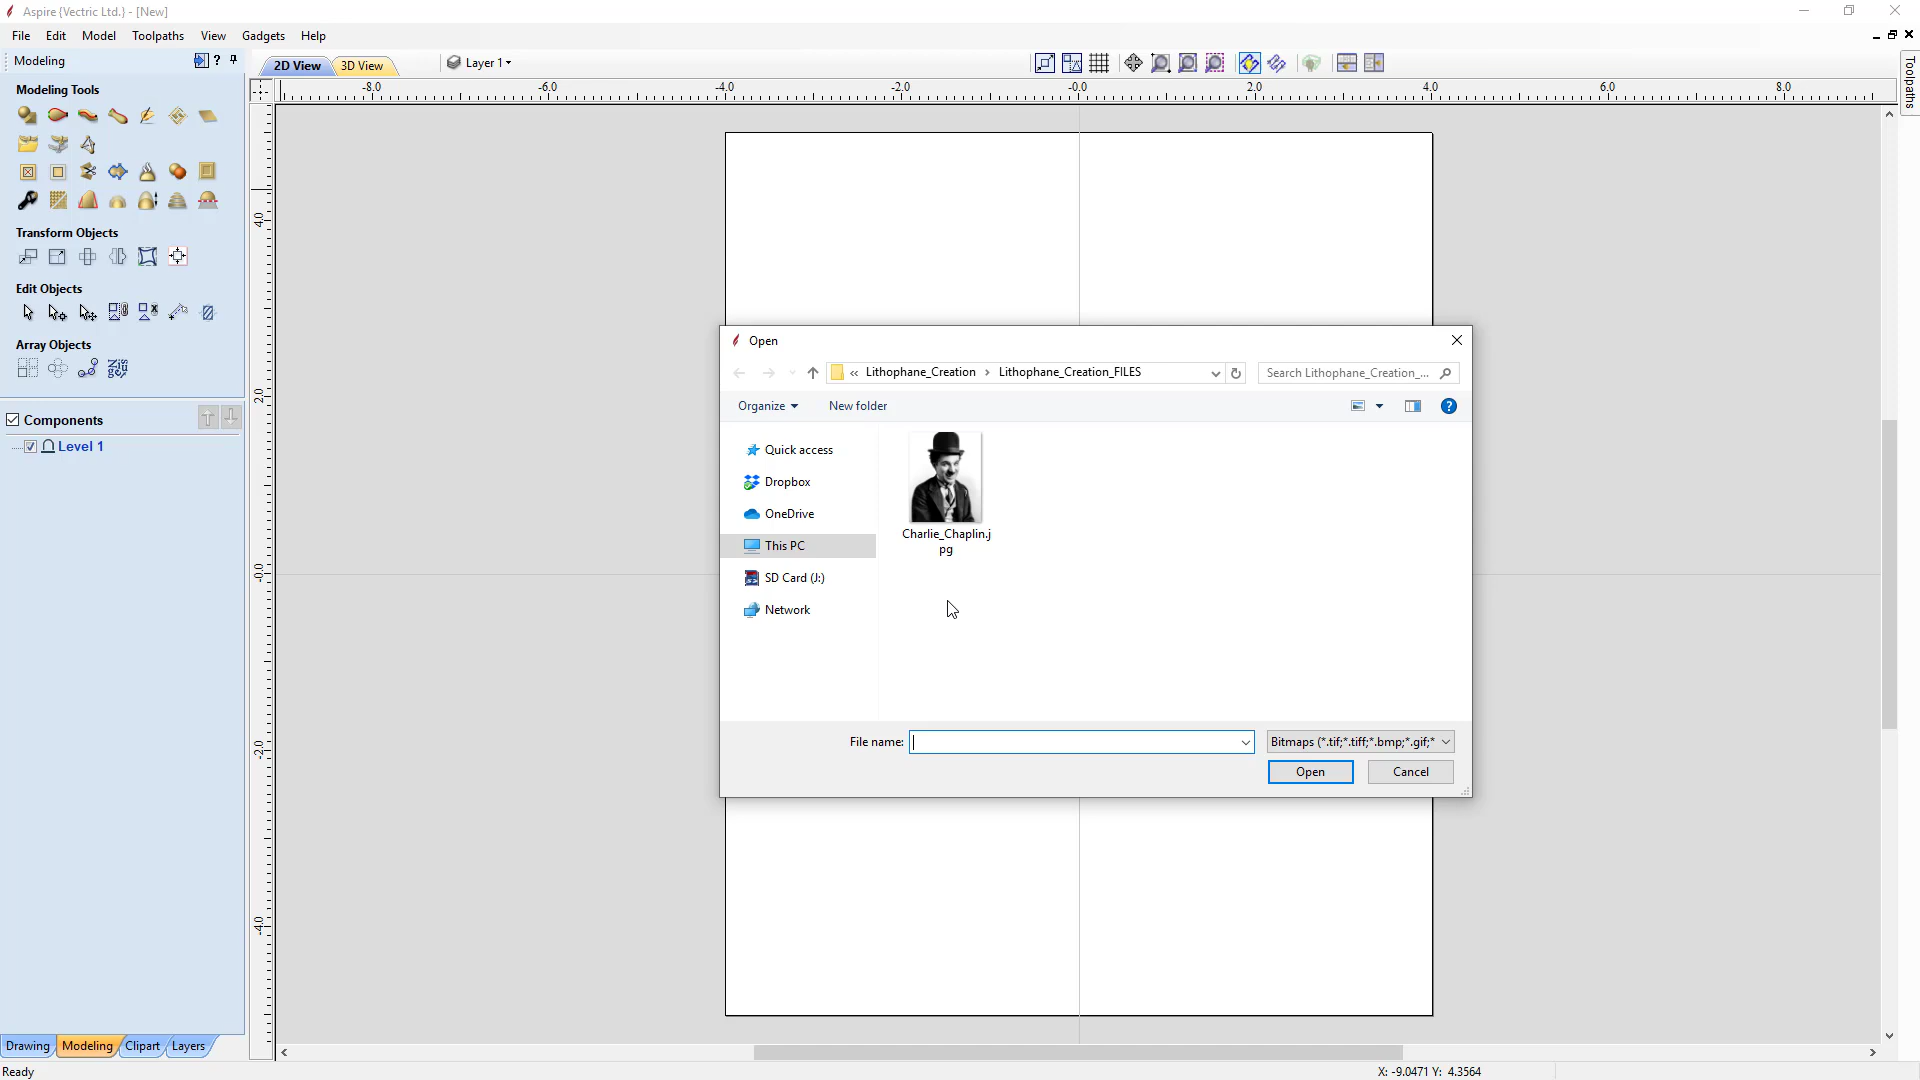 Aspire {Vectric Ltd.} - [New]
File Edit Model Toolpaths View Gadgets Help
Modeling ?
2D View 3D View Layer 1
Toolpaths
-8.0 -6.0 -4.0 -2.0 -0.0 2.0 4.0 6.0 8.0
Modeling Tools
4.0
2.0
-0.0
-2.0
-4.0
Transform Objects
Edit Objects
Array Objects
Components
Level 1
Open
« Lithophane_Creation › Lithophane_Creation_FILES
Search Lithophane_Creation_...
Organize New folder
Quick access
Dropbox
OneDrive
This PC
SD Card (J:)
Network
Charlie_Chaplin.j
pg
File name:
Bitmaps (*.tif;*.tiff;*.bmp;*.gif;*
Open Cancel
Drawing Modeling Clipart Layers
Ready
X: -9.0471 Y: 4.3564